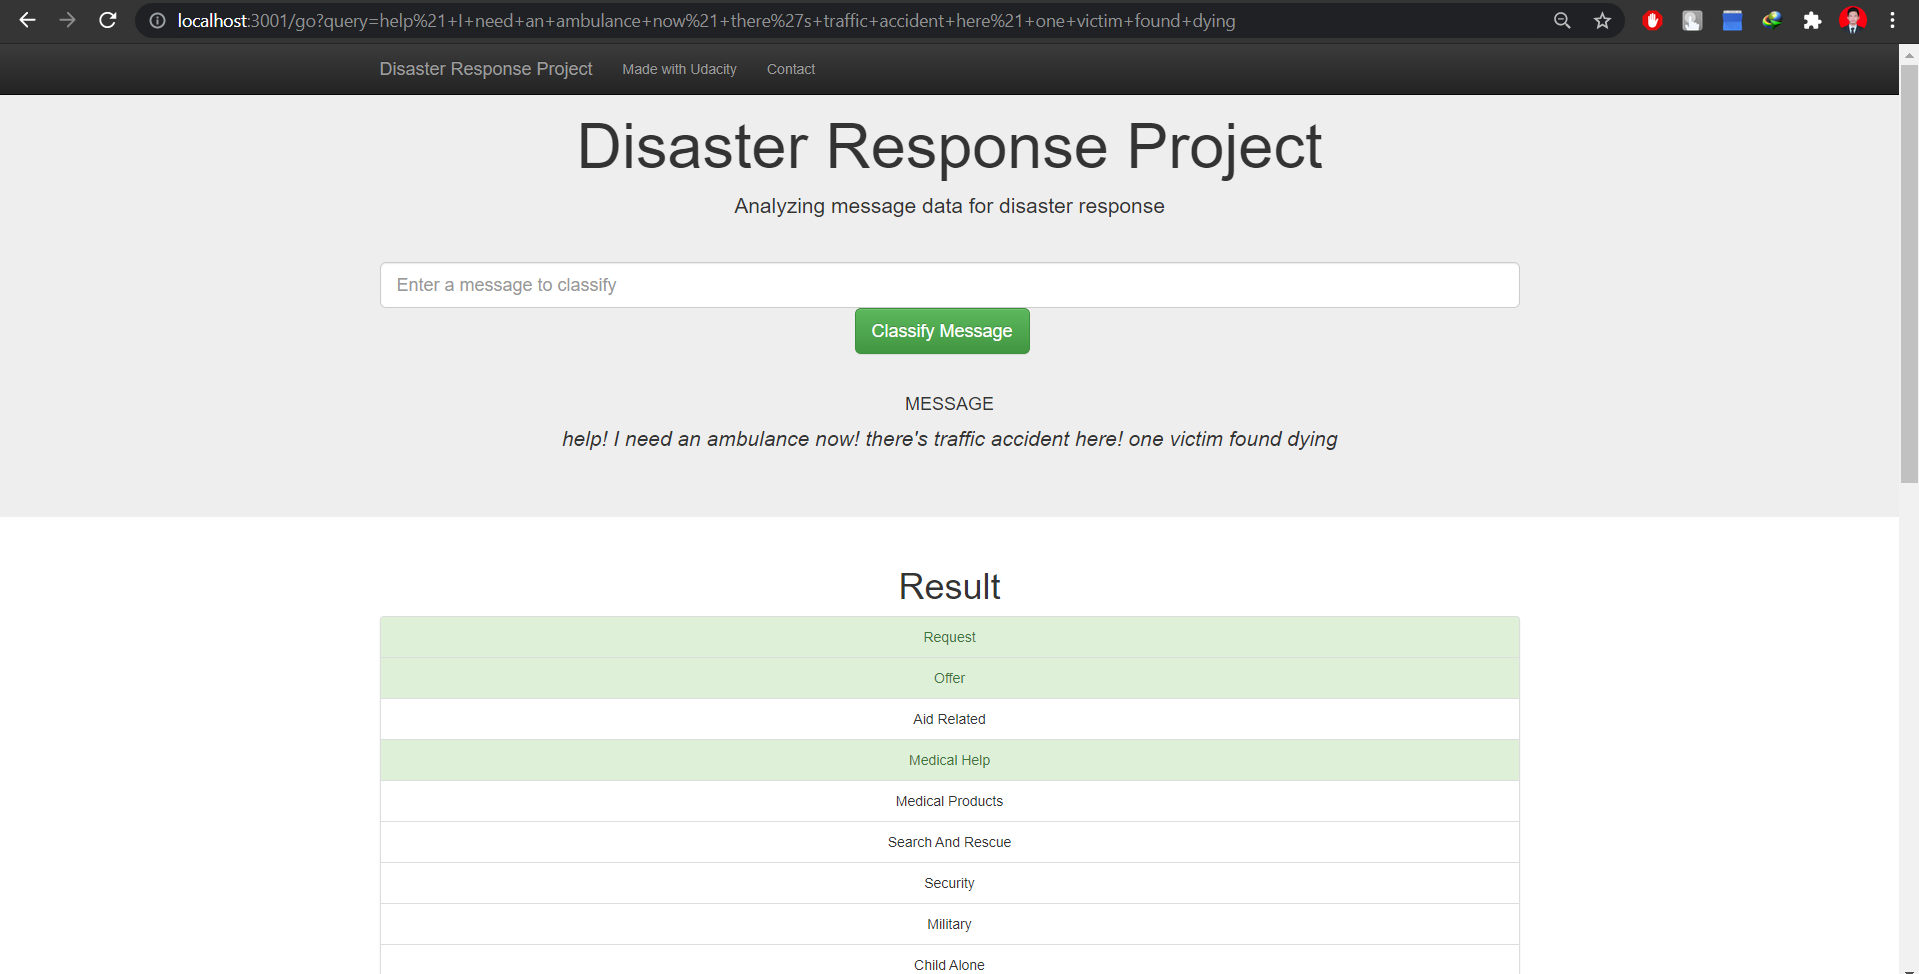 localhost:3001/go?query=help%21+I+need+an+ambulance+now%21+there%27s+traffic+accident+here%21+one+victim+found+dying
Disaster Response Project Made with Udacity Contact
Disaster Response Project
Analyzing message data for disaster response
Enter a message to classify
Classify Message
MESSAGE
help! I need an ambulance now! there's traffic accident here! one victim found dying
Result
Request
Offer
Aid Related
Medical Help
Medical Products
Search And Rescue
Security
Military
Child Alone